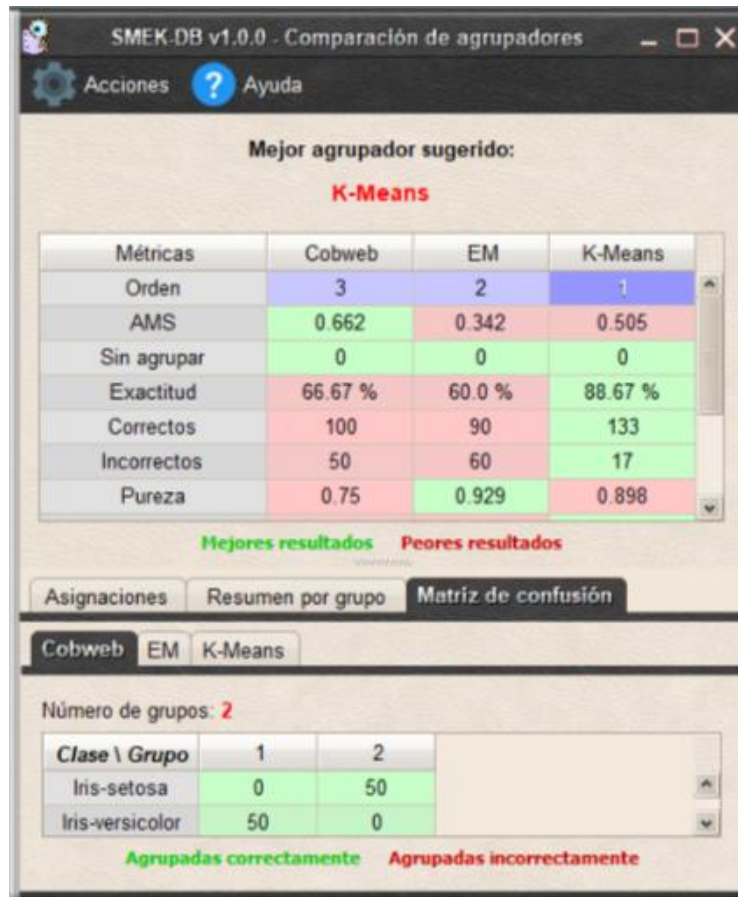 SMEK-DB v1.0.0 - Comparación de agrupadores
Acciones ? Ayuda
Mejor agrupador sugerido:
K-Means
Métricas Cobweb EM K-Means
Orden 3 2 1
AMS 0.662 0.342 0.505
Sin agrupar 0 0 0
Exactitud 66.67 % 60.0 % 88.67 %
Correctos 100 90 133
Incorrectos 50 60 17
Pureza 0.75 0.929 0.898
Mejores resultados Peores resultados
Asignaciones Resumen por grupo Matriz de confusión
Cobweb EM K-Means
Número de grupos: 2
Clase \ Grupo 1 2
Iris-setosa 0 50
Iris-versicolor 50 0
Agrupadas correctamente Agrupadas incorrectamente